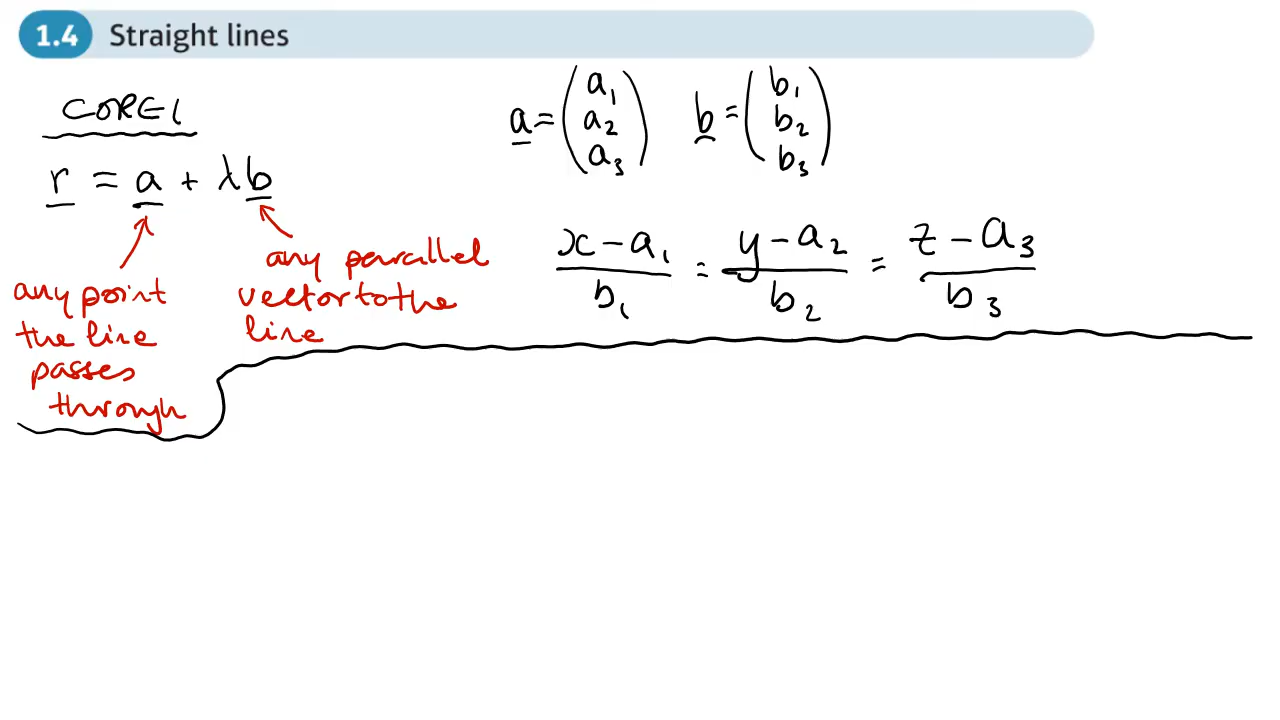 1.4 Straight lines
CORE 1
r = a + λb
any point
the line
passes
through
any parallel
vector to the
line
a = (a₁ a₂ a₃) b = (b₁ b₂ b₃)
x - a₁ / b₁ = y - a₂ / b₂ = z - a₃ / b₃